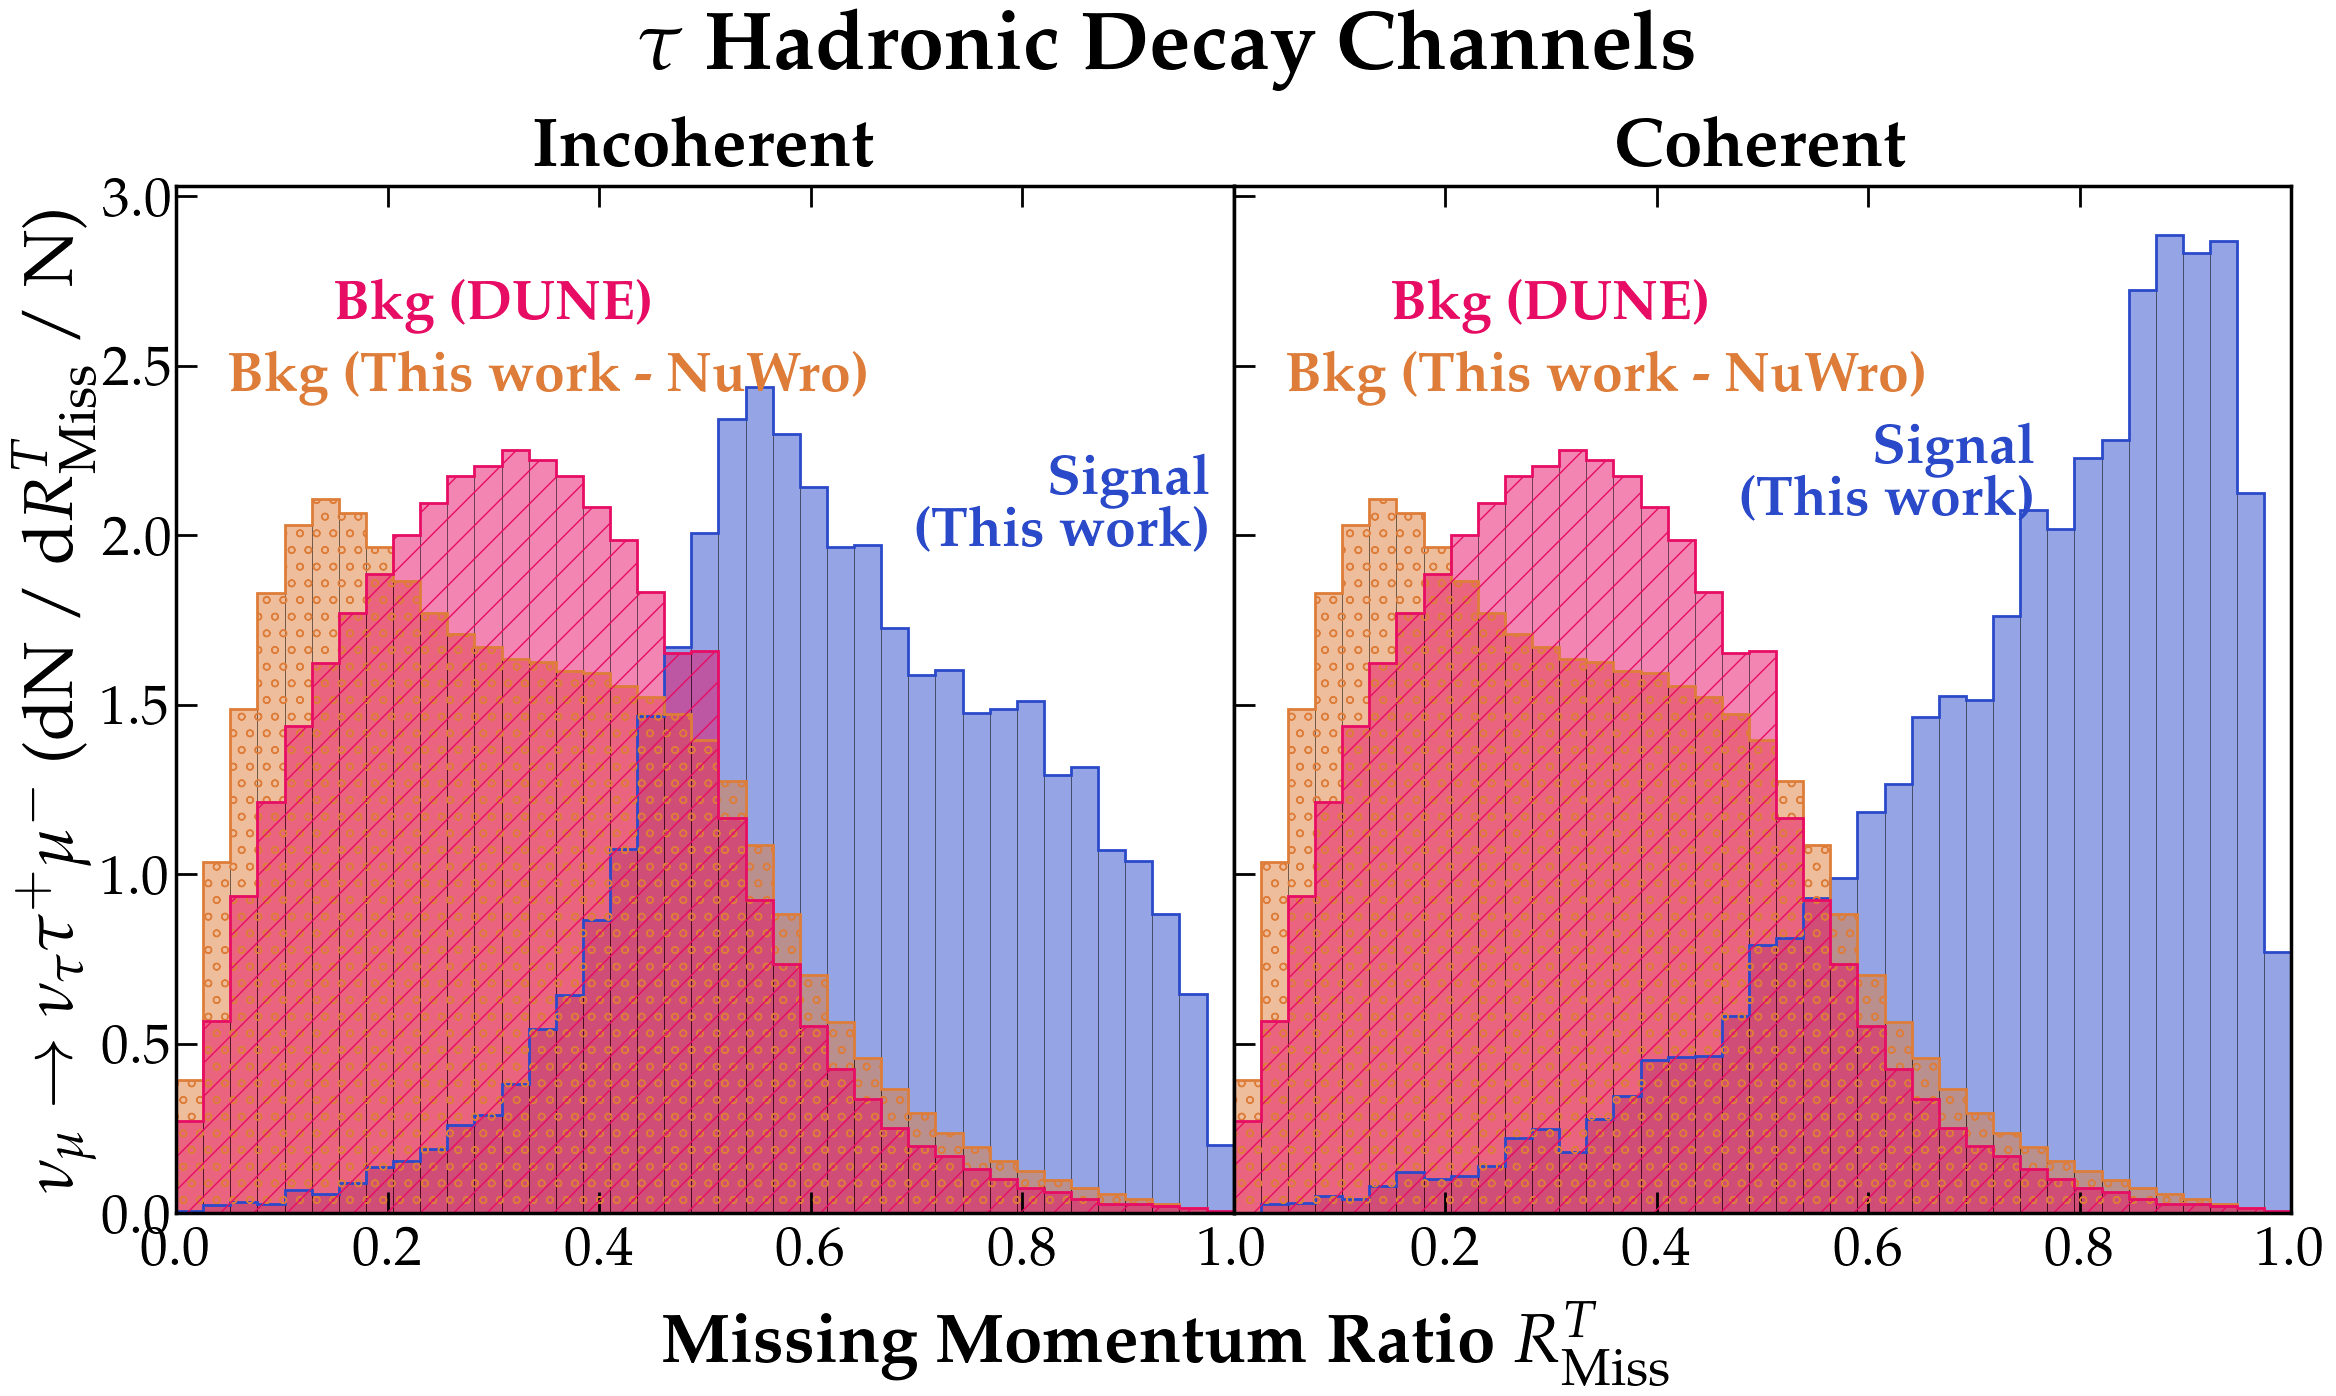 τ Hadronic Decay Channels
Incoherent
Coherent
ν_μ → ν_τ τ⁺ μ⁻ (dN / dR^T_Miss / N)
3.0
2.5
2.0
1.5
1.0
0.5
0.0
Bkg (DUNE)
Bkg (This work - NuWro)
Signal
(This work)
Bkg (DUNE)
Bkg (This work - NuWro)
Signal
(This work)
0.0 0.2 0.4 0.6 0.8 1.0 0.2 0.4 0.6 0.8 1.0
Missing Momentum Ratio R^T_Miss